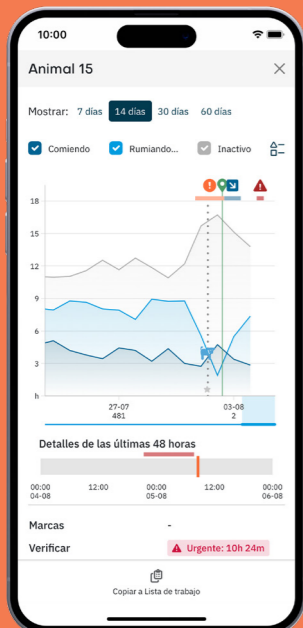 10:00
Animal 15
Mostrar: 7 días 14 días 30 días 60 días
Comiendo Rumiando... Inactivo
18
15
12
9
6
3
h
27-07 03-08
481 2
Detalles de las últimas 48 horas
00:00 12:00 00:00 12:00 00:00
04-08 05-08 06-08
Marcas -
Verificar Urgente: 10h 24m
Copiar a Lista de trabajo